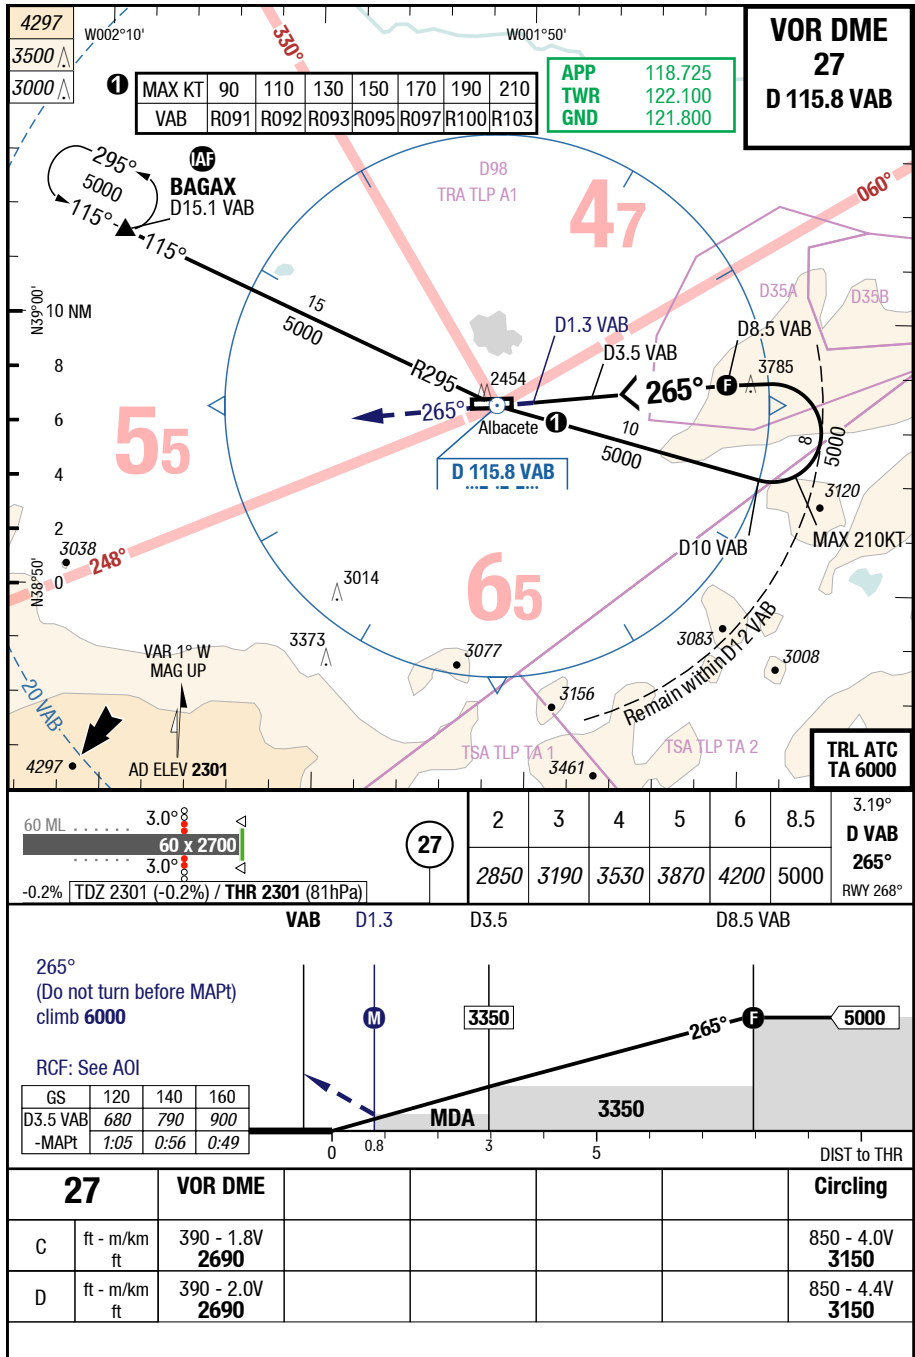 4297
3500
3000
W002°10'
330°
W001°50'
VOR DME
27
D 115.8 VAB
APP 118.725
TWR 122.100
GND 121.800
1
MAX KT 90 110 130 150 170 190 210
VAB R091 R092 R093 R095 R097 R100 R103
295°
5000
115°
115°
IAF
BAGAX
D15.1 VAB
D98
TRA TLP A1
47
060°
D35A
D35B
N39°00'
10 NM
8
6
4
2
0
N38°50'
15
5000
R295
D1.3 VAB
D3.5 VAB
D8.5 VAB
2454
265°
F
3785
265°
Albacete
1
10
5000
8
5000
D 115.8 VAB
55
3120
D10 VAB
MAX 210KT
3038
248°
3014
65
3373
3077
3083
3008
3156
3461
Remain within D12 VAB
VAR 1° W
MAG UP
20 VAB
4297
AD ELEV 2301
TSA TLP TA 1
TSA TLP TA 2
TRL ATC
TA 6000
60 ML
3.0°
60 x 2700
3.0°
-0.2% TDZ 2301 (-0.2%) / THR 2301 (81hPa)
27
2 3 4 5 6 8.5
2850 3190 3530 3870 4200 5000
3.19°
D VAB
265°
RWY 268°
VAB D1.3 D3.5 D8.5 VAB
265°
(Do not turn before MAPt)
climb 6000
M
3350
265°
F
5000
RCF: See AOI
GS 120 140 160
D3.5 VAB 680 790 900
-MAPt 1:05 0:56 0:49
MDA
3350
0 0.8 3 5 DIST to THR
27 VOR DME Circling
C ft - m/km 390 - 1.8V 850 - 4.0V
ft 2690 3150
D ft - m/km 390 - 2.0V 850 - 4.4V
ft 2690 3150